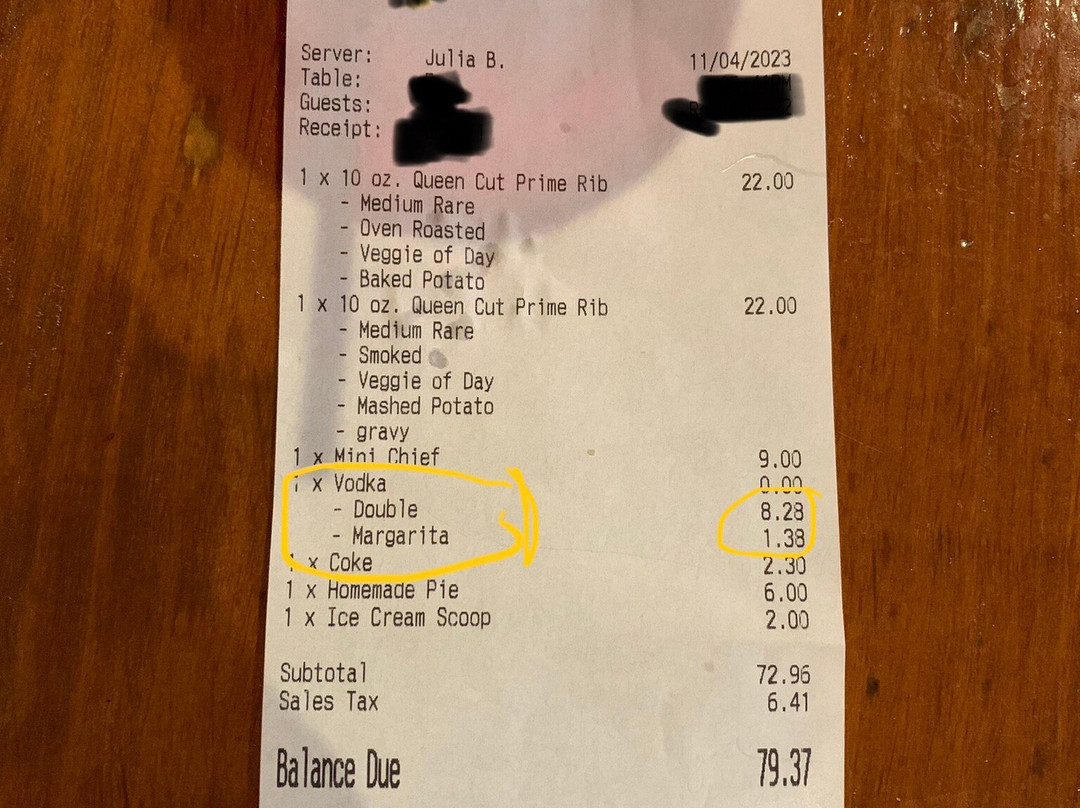 Server: Julia B. 11/04/2023
Table:
Guests:
Receipt:
1 x 10 oz. Queen Cut Prime Rib 22.00
- Medium Rare
- Oven Roasted
- Veggie of Day
- Baked Potato
1 x 10 oz. Queen Cut Prime Rib 22.00
- Medium Rare
- Smoked
- Veggie of Day
- Mashed Potato
- gravy
1 x Mini Chief 9.00
1 x Vodka 0.00
- Double 8.28
- Margarita 1.38
1 x Coke 2.30
1 x Homemade Pie 6.00
1 x Ice Cream Scoop 2.00
Subtotal 72.96
Sales Tax 6.41
Balance Due 79.37